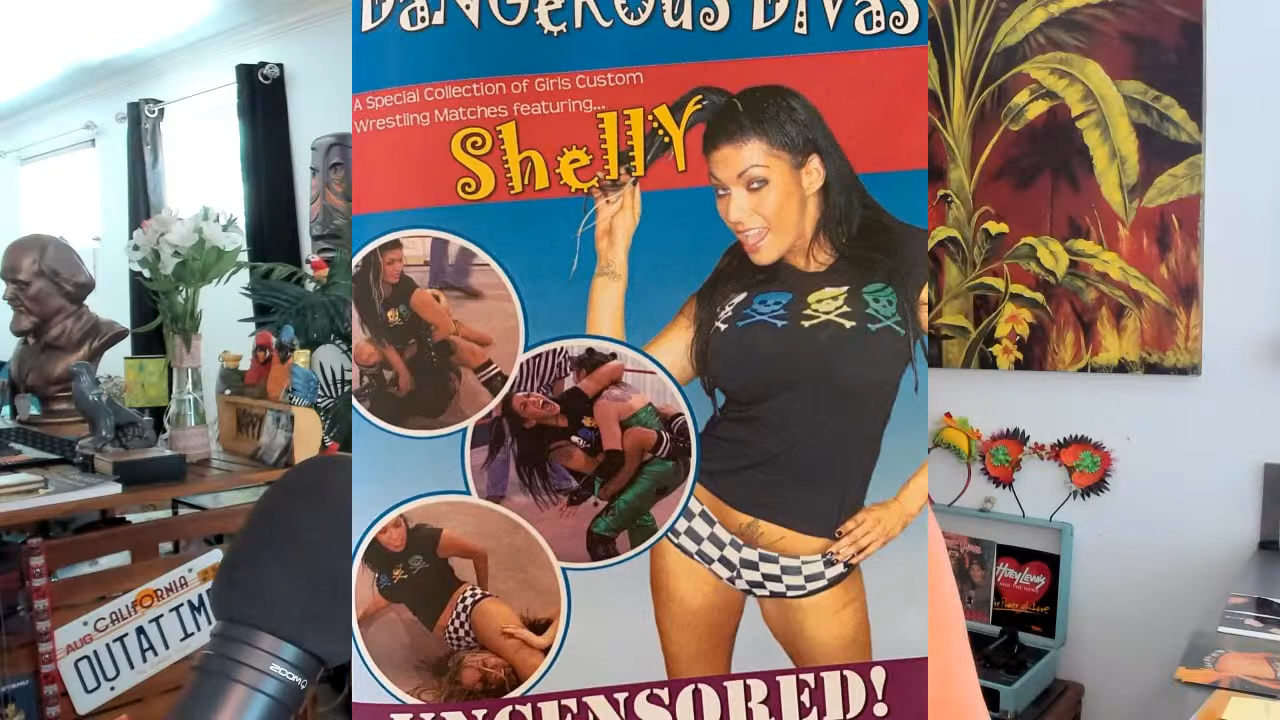 DANGEROUS DIVAS
A Special Collection of Girls Custom
Wrestling Matches featuring...
Shelly
UNCENSORED!
CALIFORNIA
AUG
OUTATIM
zoom
HUEY LEWIS
AND THE NEWS
The Power of Love